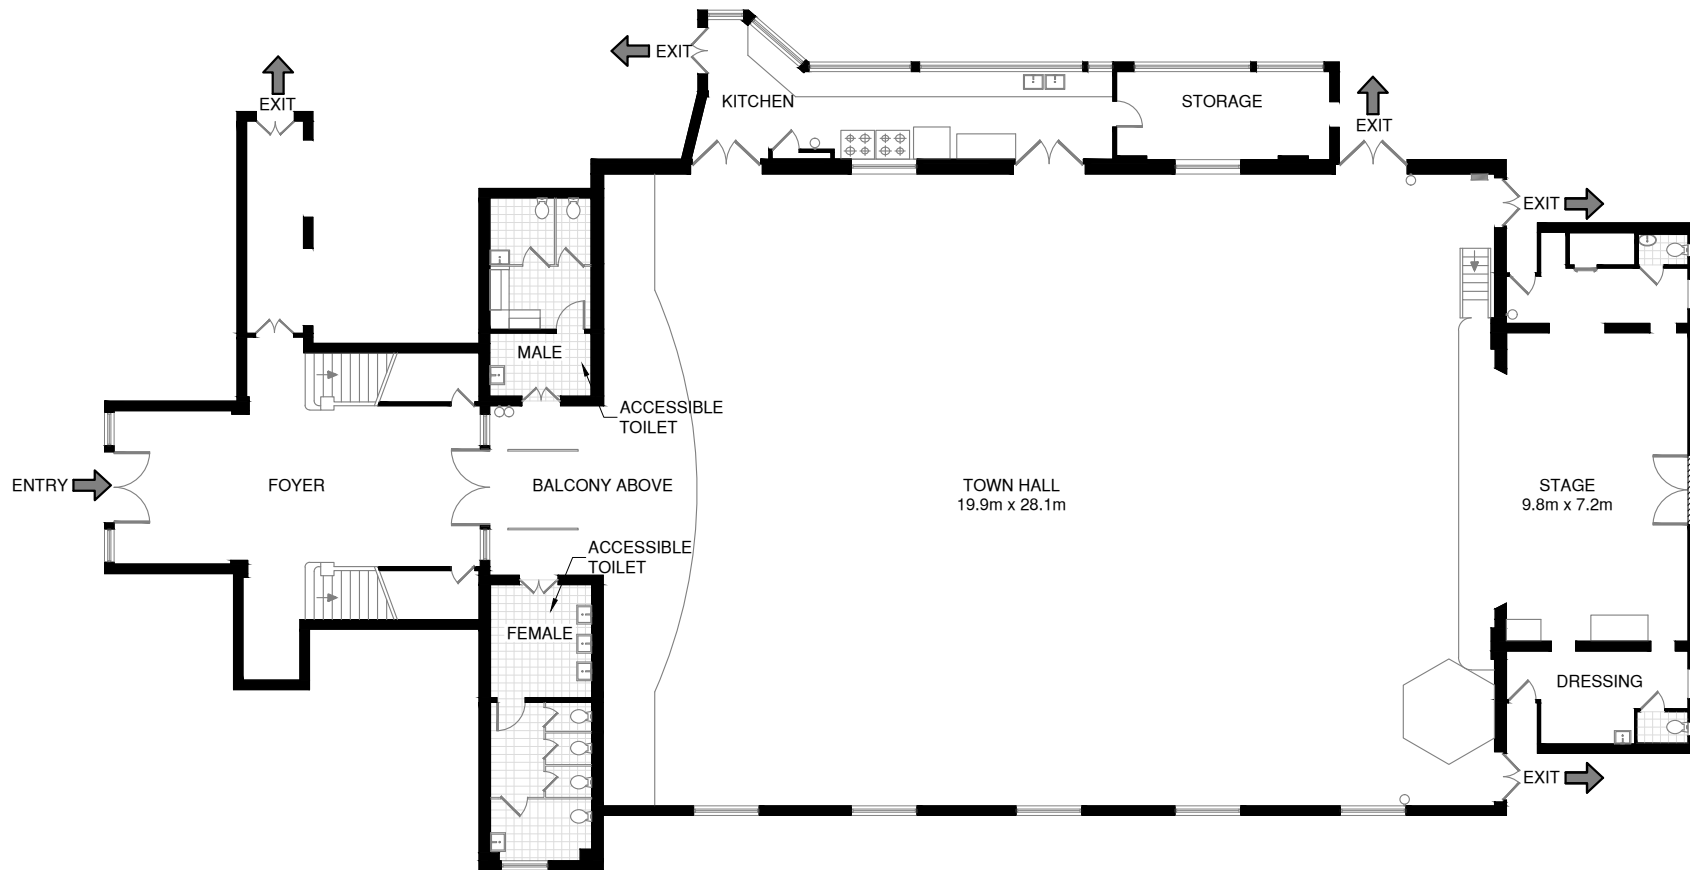 EXIT
EXIT
KITCHEN
STORAGE
EXIT
EXIT
MALE
ACCESSIBLE
TOILET
EXIT
ENTRY
FOYER
BALCONY ABOVE
TOWN HALL
19.9m x 28.1m
STAGE
9.8m x 7.2m
ACCESSIBLE
TOILET
FEMALE
DRESSING
EXIT